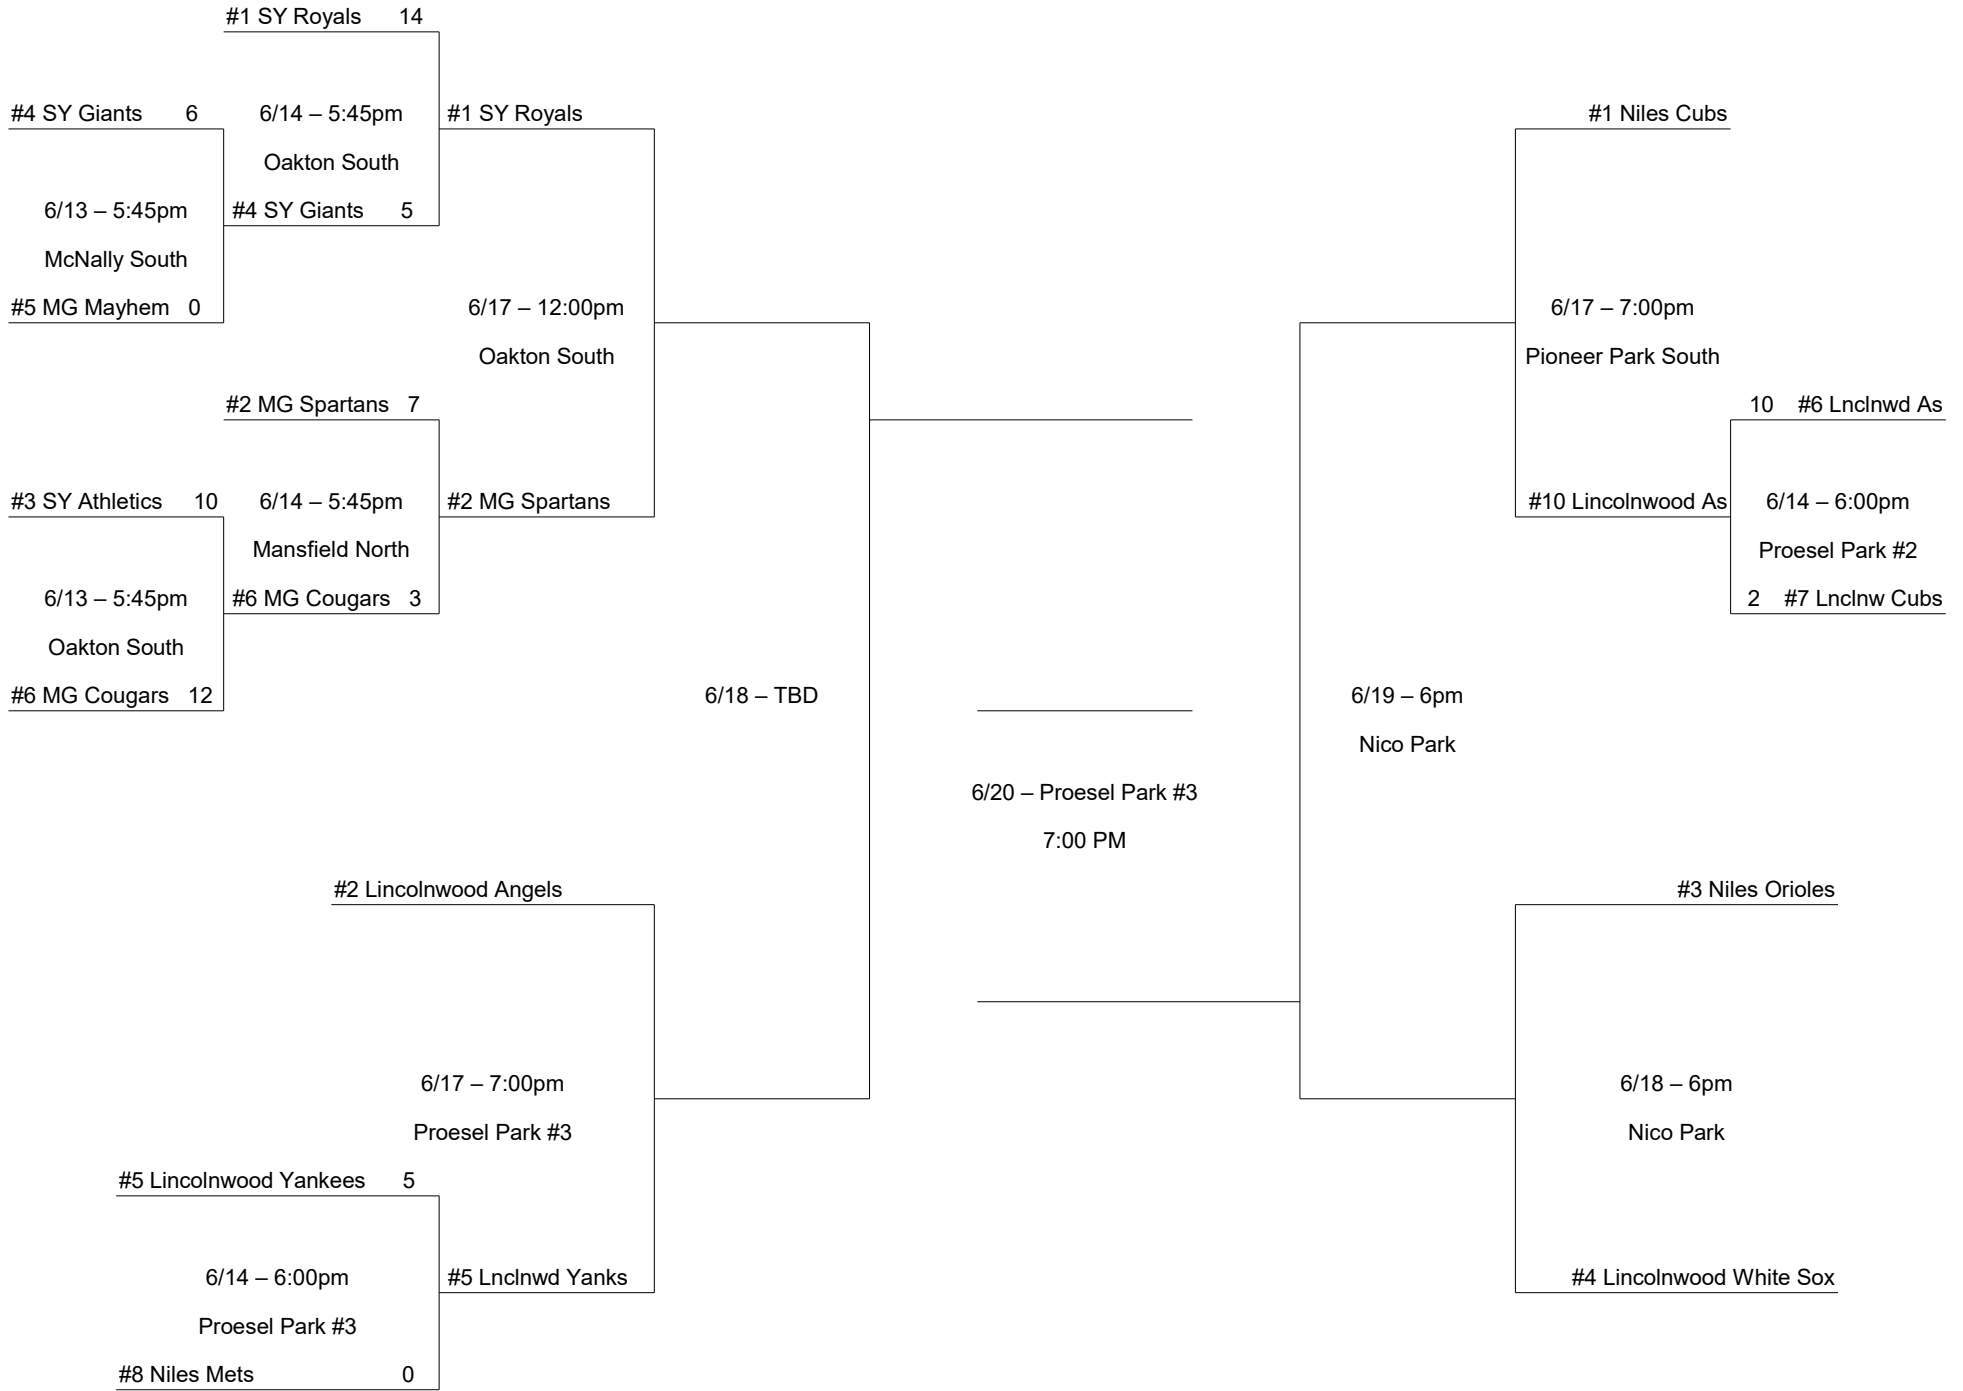 #1 SY Royals 14
#4 SY Giants 6
6/14 – 5:45pm
#1 SY Royals
#1 Niles Cubs
Oakton South
6/13 – 5:45pm
#4 SY Giants 5
McNally South
#5 MG Mayhem 0
6/17 – 12:00pm
6/17 – 7:00pm
Oakton South
Pioneer Park South
#2 MG Spartans 7
10 #6 Lnclnwd As
#3 SY Athletics 10
6/14 – 5:45pm
#2 MG Spartans
#10 Lincolnwood As
6/14 – 6:00pm
Mansfield North
Proesel Park #2
6/13 – 5:45pm
#6 MG Cougars 3
2 #7 Lnclnw Cubs
Oakton South
#6 MG Cougars 12
6/18 – TBD
6/19 – 6pm
Nico Park
6/20 – Proesel Park #3
7:00 PM
#2 Lincolnwood Angels
#3 Niles Orioles
6/17 – 7:00pm
6/18 – 6pm
Proesel Park #3
Nico Park
#5 Lincolnwood Yankees 5
6/14 – 6:00pm
#5 Lnclnwd Yanks
#4 Lincolnwood White Sox
Proesel Park #3
#8 Niles Mets 0